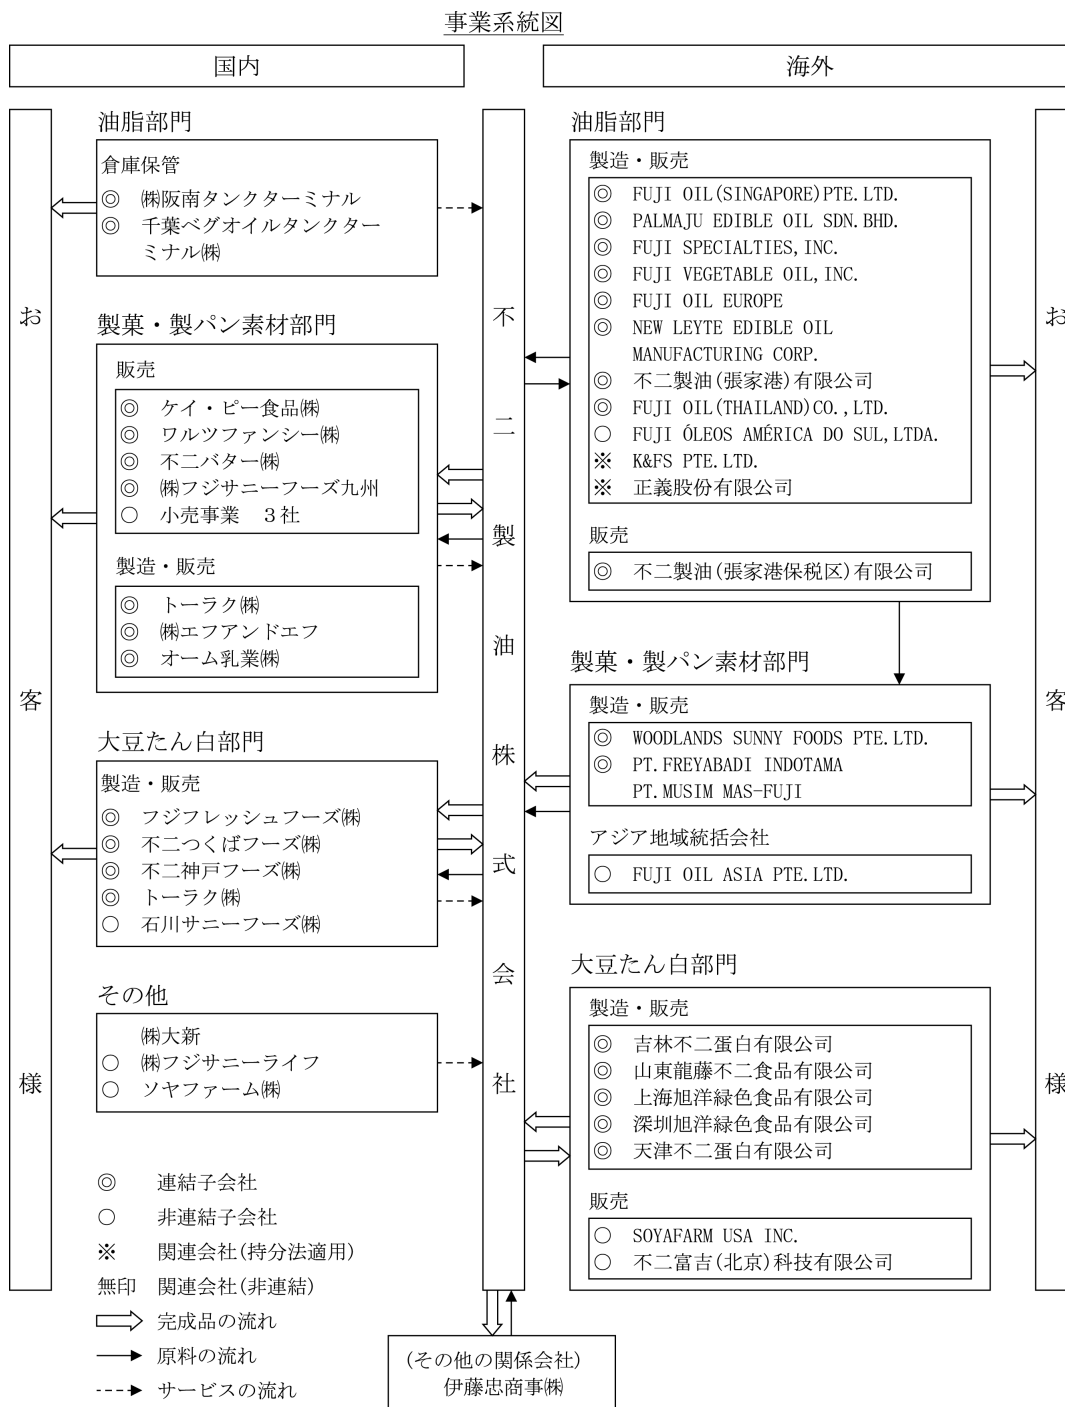 事業系統図
国内
海外
お客様
油脂部門
倉庫保管
◎ ㈱阪南タンクターミナル
◎ 千葉ベグオイルタンクター
ミナル㈱
製菓・製パン素材部門
販売
◎ ケイ・ピー食品㈱
◎ ワルツファンシー㈱
◎ 不二バター㈱
◎ ㈱フジサニーフーズ九州
○ 小売事業 3社
製造・販売
◎ トーラク㈱
◎ ㈱エフアンドエフ
◎ オーム乳業㈱
大豆たん白部門
製造・販売
◎ フジフレッシュフーズ㈱
◎ 不二つくばフーズ㈱
◎ 不二神戸フーズ㈱
◎ トーラク㈱
○ 石川サニーフーズ㈱
その他
㈱大新
○ ㈱フジサニーライフ
○ ソヤファーム㈱
◎ 連結子会社
○ 非連結子会社
※ 関連会社(持分法適用)
無印 関連会社(非連結)
完成品の流れ
原料の流れ
サービスの流れ
不二製油株式会社
(その他の関係会社)
伊藤忠商事㈱
油脂部門
製造・販売
◎ FUJI OIL(SINGAPORE)PTE.LTD.
◎ PALMAJU EDIBLE OIL SDN.BHD.
◎ FUJI SPECIALTIES,INC.
◎ FUJI VEGETABLE OIL,INC.
◎ FUJI OIL EUROPE
◎ NEW LEYTE EDIBLE OIL
MANUFACTURING CORP.
◎ 不二製油(張家港)有限公司
◎ FUJI OIL(THAILAND)CO.,LTD.
○ FUJI ÓLEOS AMÉRICA DO SUL,LTDA.
※ K&FS PTE.LTD.
※ 正義股份有限公司
販売
◎ 不二製油(張家港保税区)有限公司
製菓・製パン素材部門
製造・販売
◎ WOODLANDS SUNNY FOODS PTE.LTD.
◎ PT.FREYABADI INDOTAMA
PT.MUSIM MAS-FUJI
アジア地域統括会社
○ FUJI OIL ASIA PTE.LTD.
大豆たん白部門
製造・販売
◎ 吉林不二蛋白有限公司
◎ 山東龍藤不二食品有限公司
◎ 上海旭洋緑色食品有限公司
◎ 深圳旭洋緑色食品有限公司
◎ 天津不二蛋白有限公司
販売
○ SOYAFARM USA INC.
○ 不二富吉(北京)科技有限公司
お客様